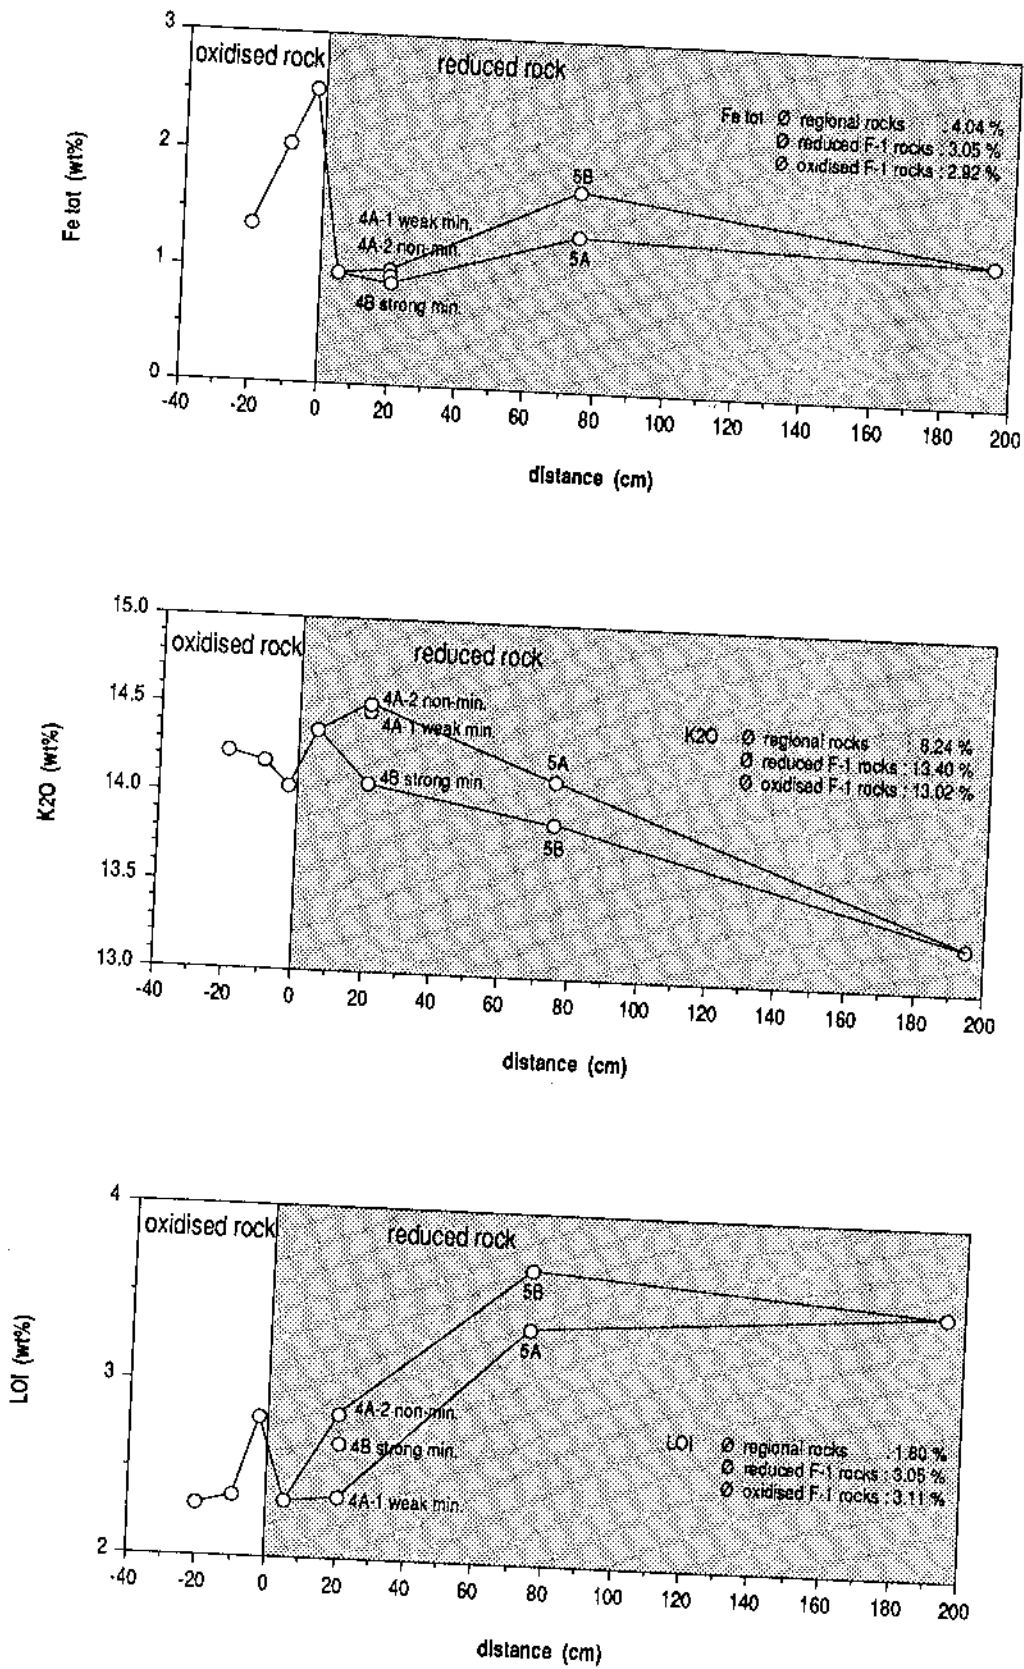 3
oxidised rock
reduced rock
Fe tot Ø regional rocks : 4.04 %
Ø reduced F-1 rocks : 3.05 %
Ø oxidised F-1 rocks : 2.92 %
2
Fe tot (wt%)
5B
4A-1 weak min,
4A-2 non-min.
1
5A
4B strong min.
0
-40 -20 0 20 40 60 80 100 120 140 160 180 200
distance (cm)
15.0
oxidised rock
reduced rock
14.5
4A-2 non-min.
4A-1 weak min.
K2O Ø regional rocks : 8.24 %
Ø reduced F-1 rocks : 13.40 %
Ø oxidised F-1 rocks : 13.02 %
K2O (wt%)
14.0
4B strong min.
5A
5B
13.5
13.0
-40 -20 0 20 40 60 80 100 120 140 160 180 200
distance (cm)
4
oxidised rock
reduced rock
5B
LOI (wt%)
3
5A
4A-2 non-min.
4B strong min.
LOI Ø regional rocks : 1.80 %
Ø reduced F-1 rocks : 3.05 %
Ø oxidised F-1 rocks : 3.11 %
4A-1 weak min.
2
-40 -20 0 20 40 60 80 100 120 140 160 180 200
distance (cm)